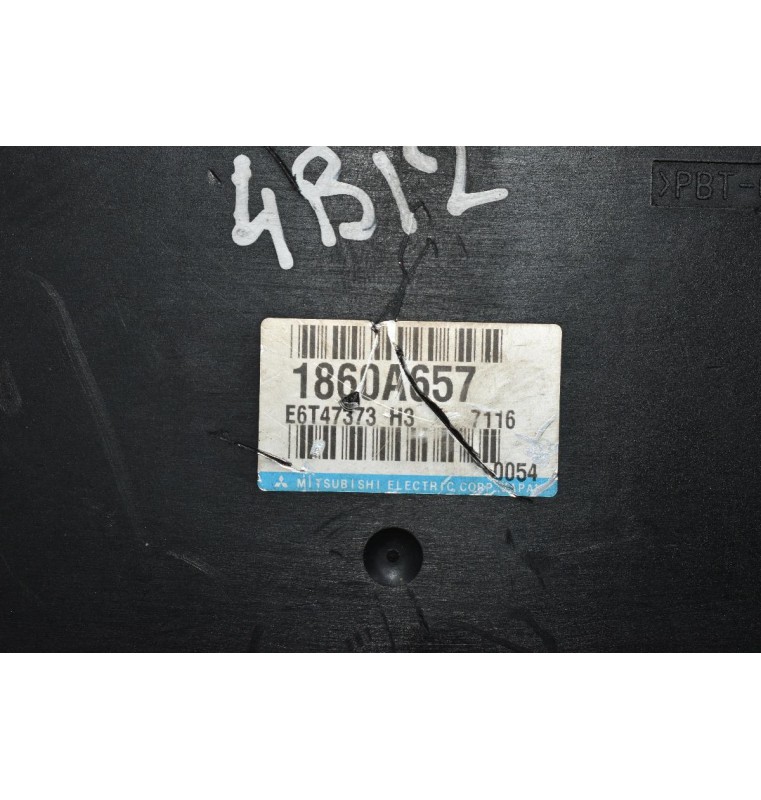 4B12
>PBT-
1860A657
E6T47373 H3 7116
0054
MITSUBISHI ELECTRIC CORP. JAPAN